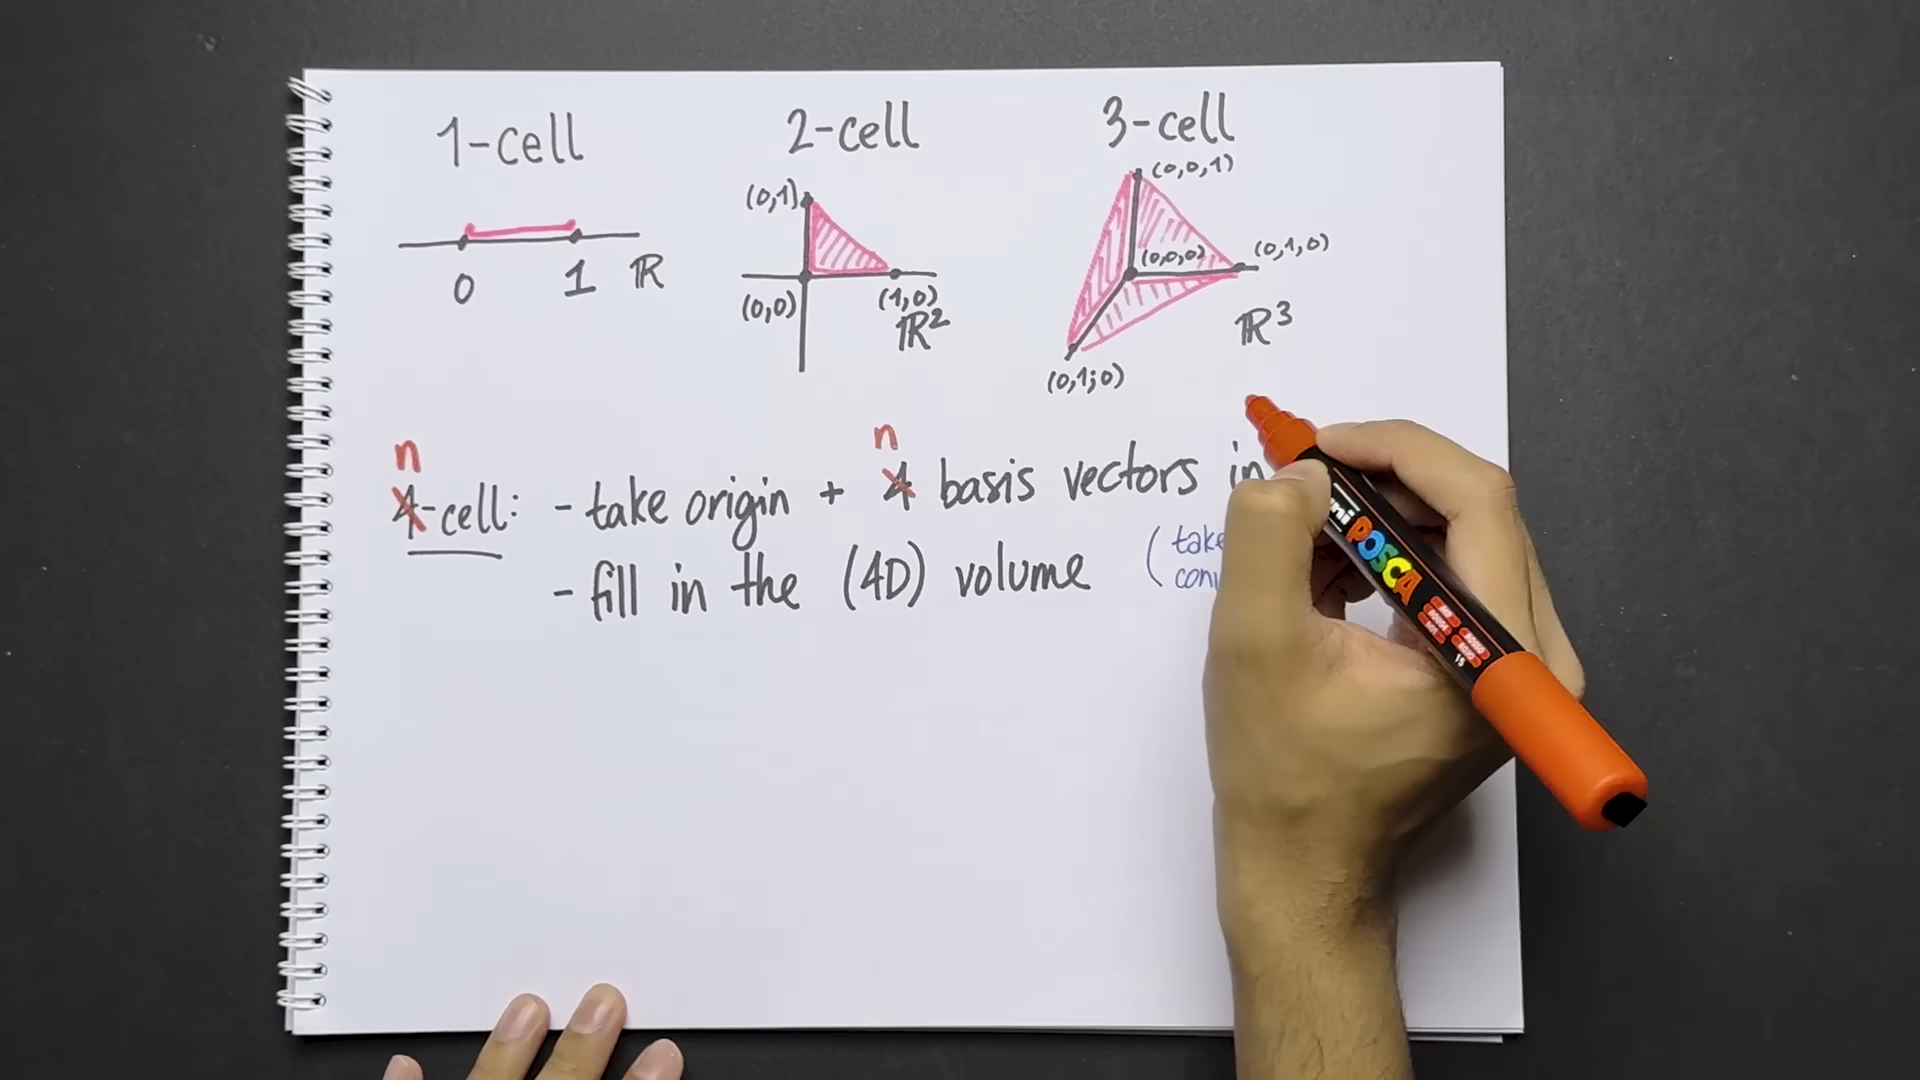 1-cell
2-cell
3-cell
0 1 ℝ
(0,1)
(0,0)
(1,0)
ℝ²
(0,0,1)
(0,0,0)
(0,1,0)
ℝ³
(0,1,0)
n n
4-cell: - take origin + 4 basis vectors in
- fill in the (4D) volume (take
POSCA
15